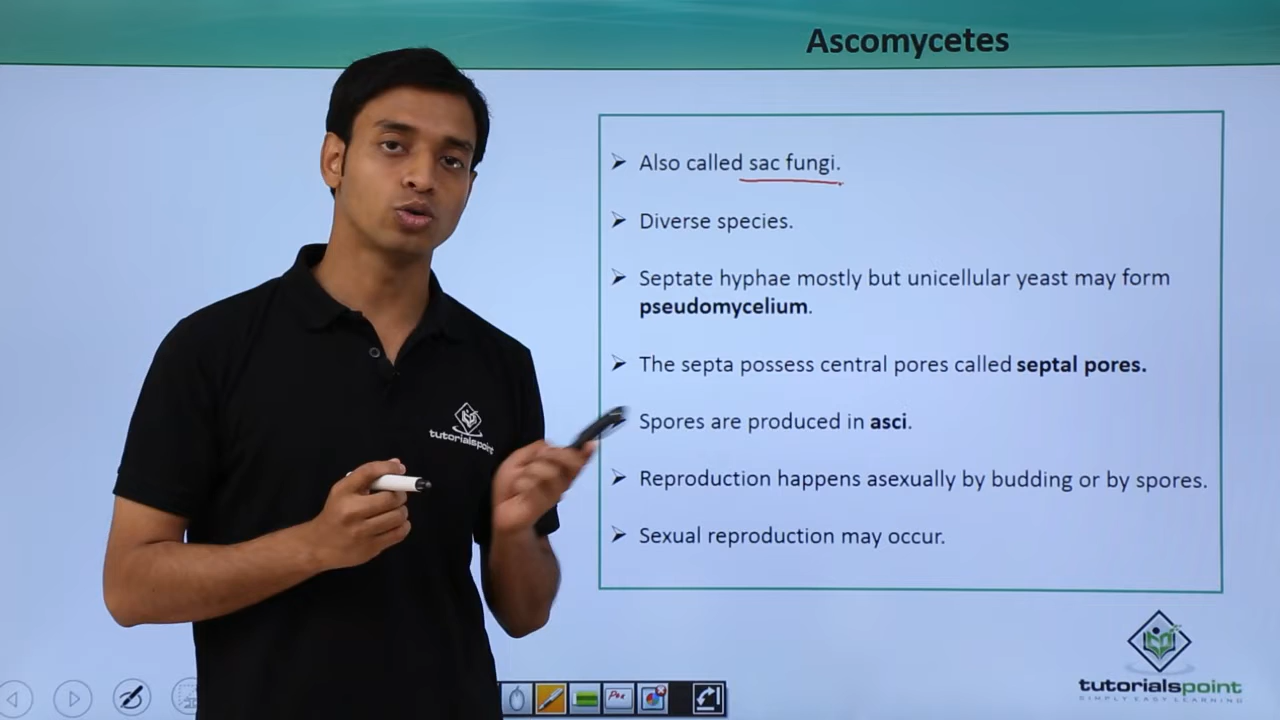 Ascomycetes
Also called sac fungi.
Diverse species.
Septate hyphae mostly but unicellular yeast may form
pseudomycelium.
The septa possess central pores called septal pores.
Spores are produced in asci.
Reproduction happens asexually by budding or by spores.
Sexual reproduction may occur.
tutorialspoint
Pen
tutorialspoint
SIMPLY EASY LEARNING